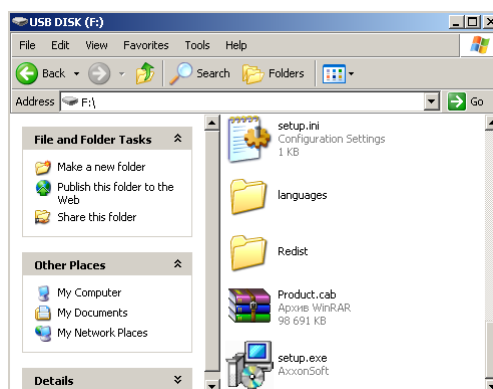 USB DISK (F:)
File Edit View Favorites Tools Help
Back Search Folders
Address F:\ Go
File and Folder Tasks
Make a new folder
Publish this folder to the
Web
Share this folder
Other Places
My Computer
My Documents
My Network Places
Details
setup.ini
Configuration Settings
1 KB
languages
Redist
Product.cab
Архив WinRAR
98 691 KB
setup.exe
AxxonSoft